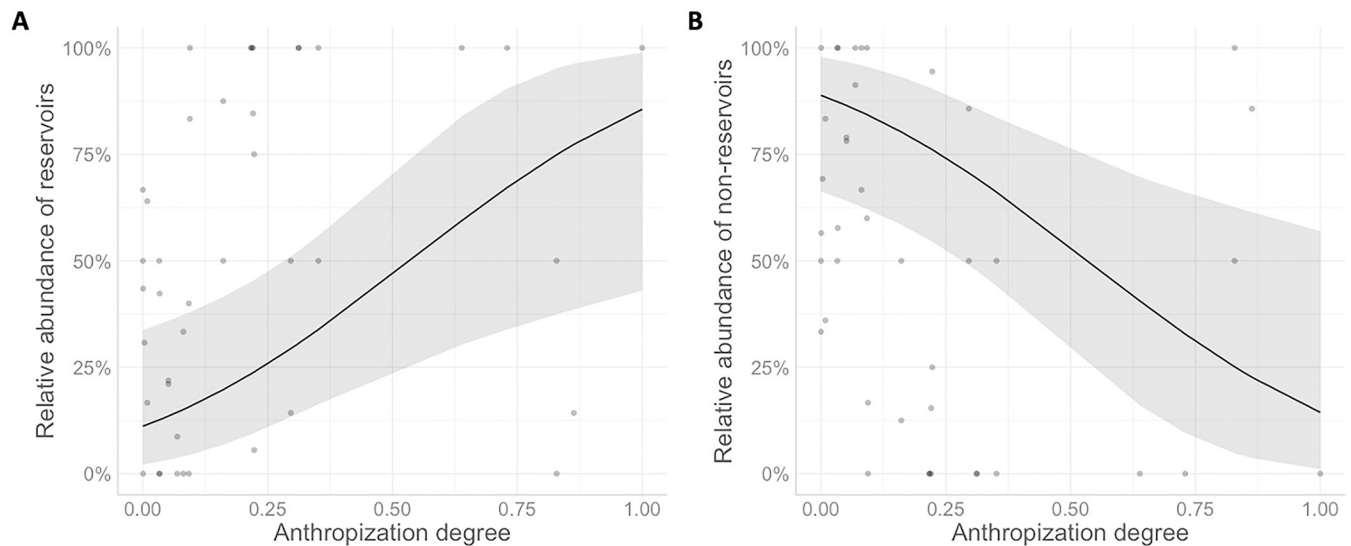 A
Relative abundance of reservoirs
100%
75%
50%
25%
0%
0.00 0.25 0.50 0.75 1.00
Anthropization degree
B
Relative abundance of non-reservoirs
100%
75%
50%
25%
0%
0.00 0.25 0.50 0.75 1.00
Anthropization degree